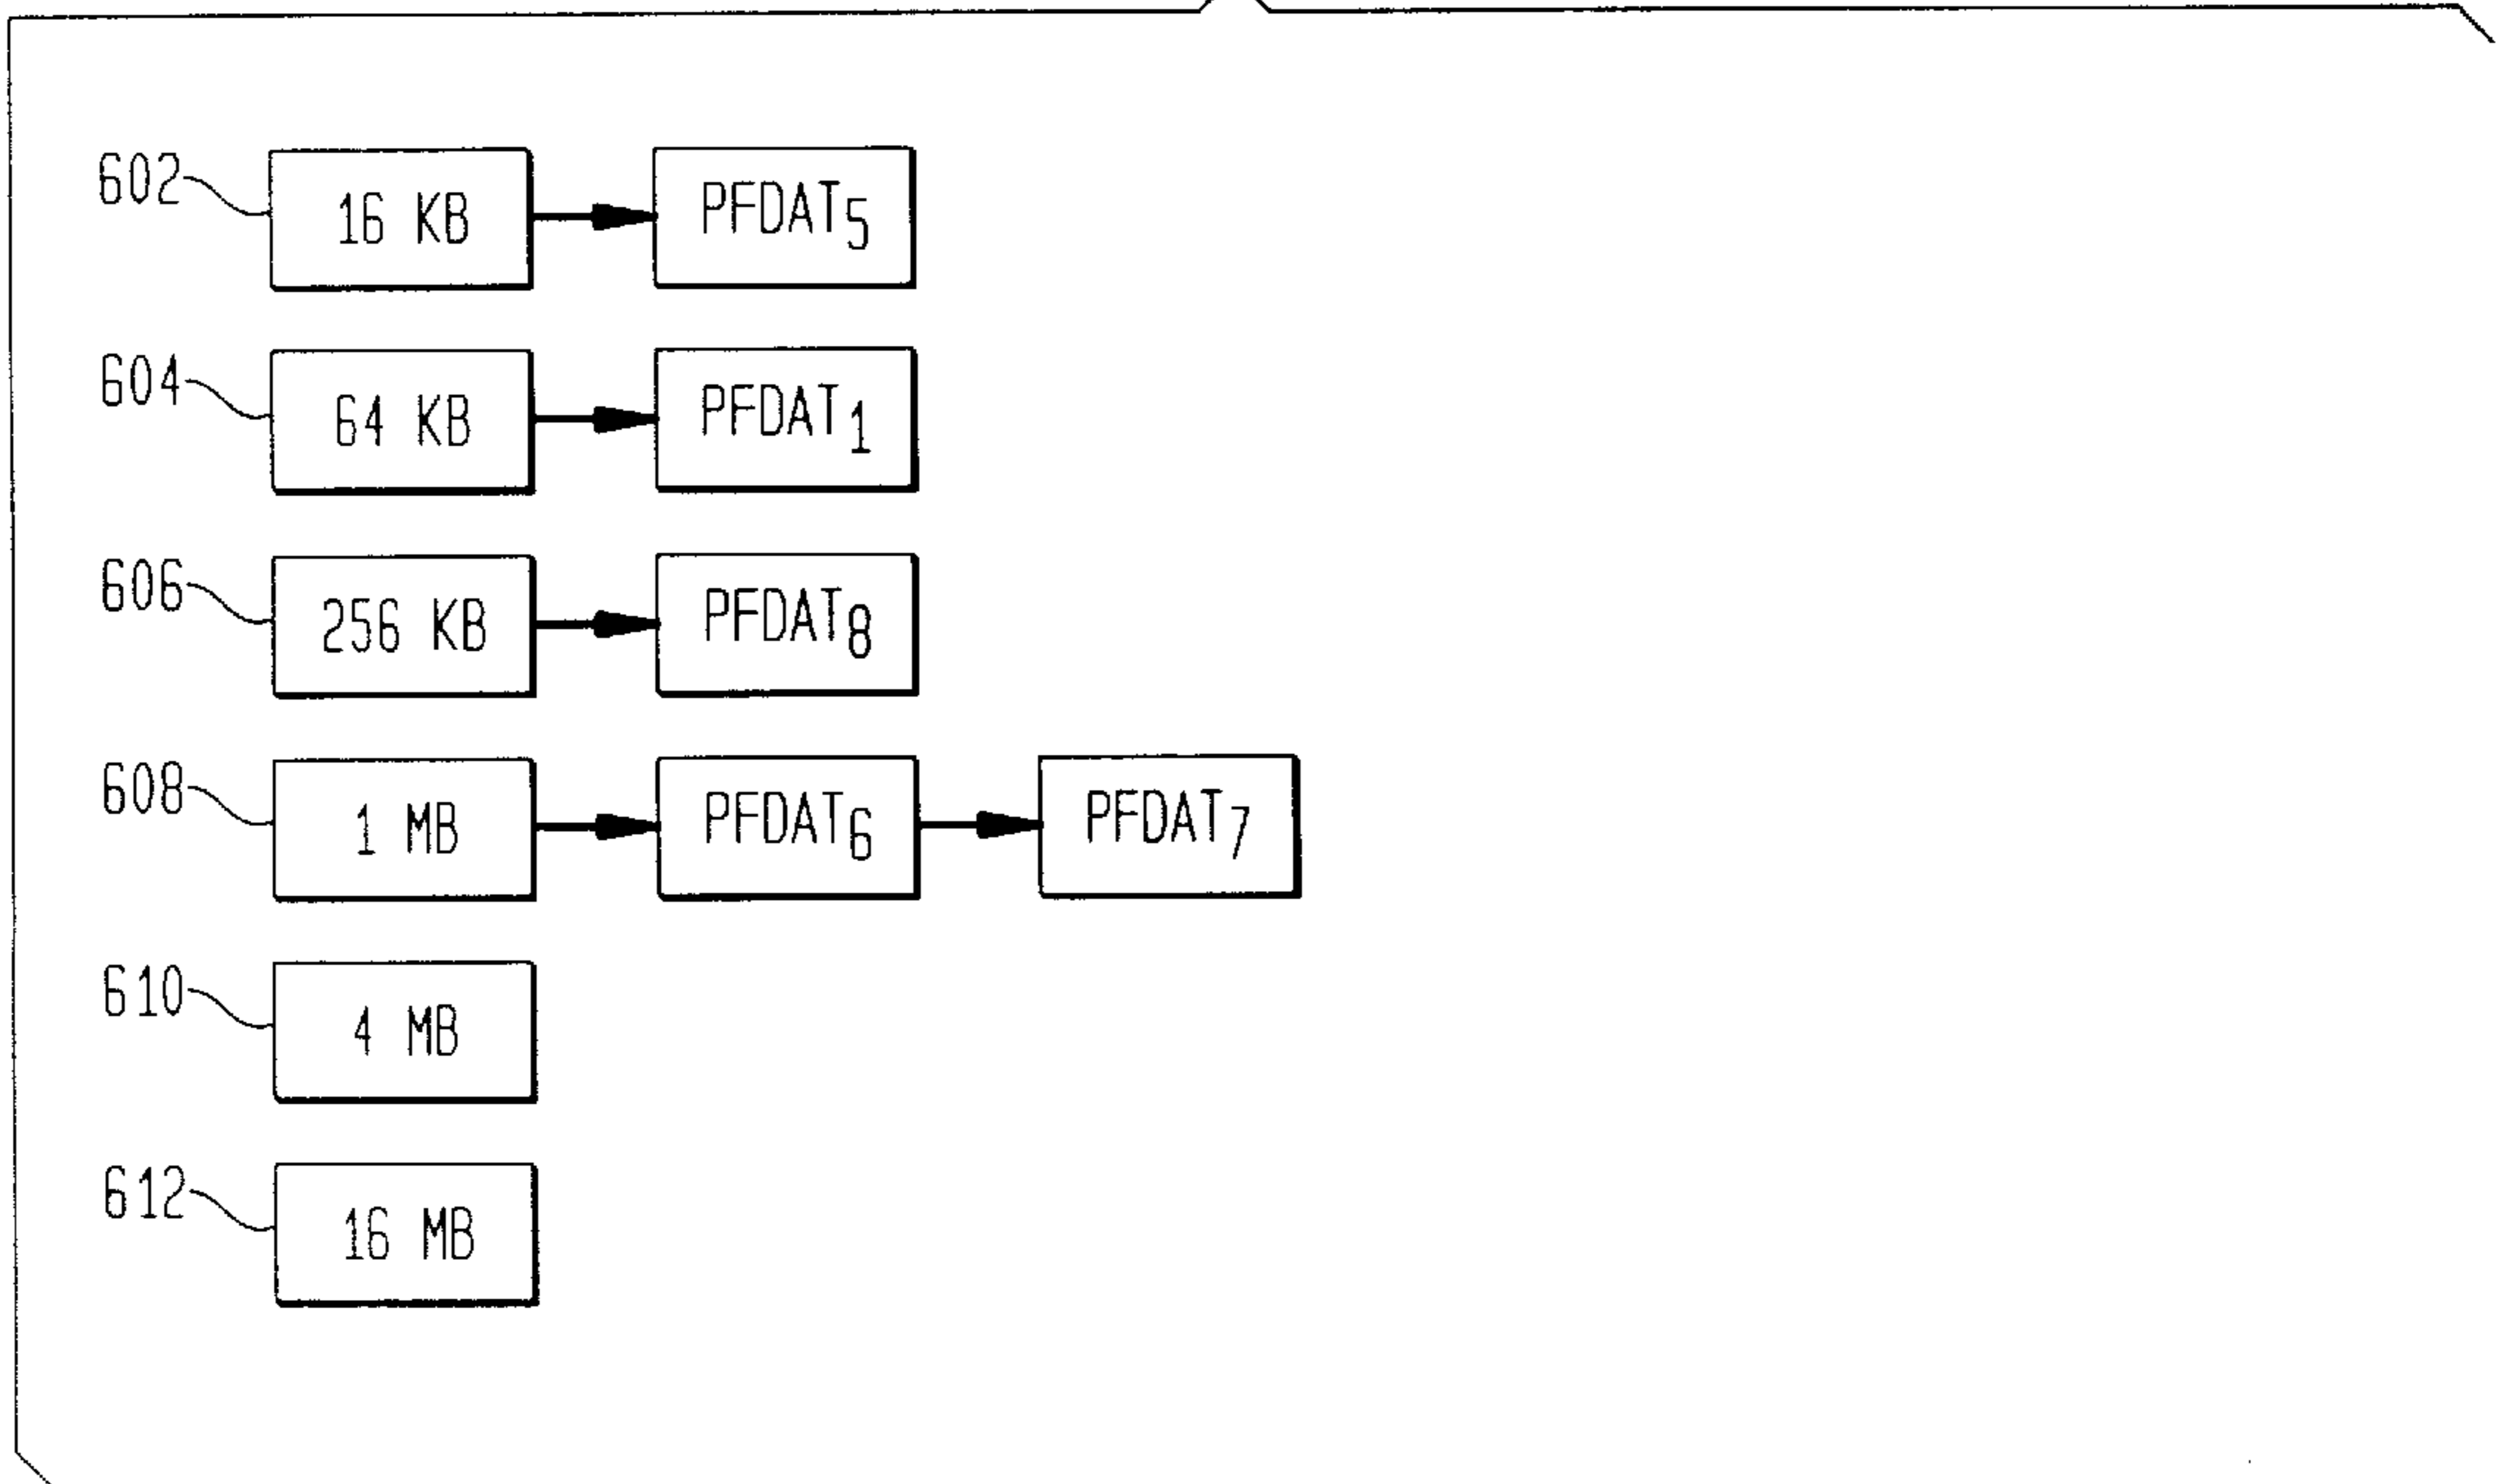 602 16 KB PFDAT5
604 64 KB PFDAT1
606 256 KB PFDAT8
608 1 MB PFDAT6 PFDAT7
610 4 MB
612 16 MB